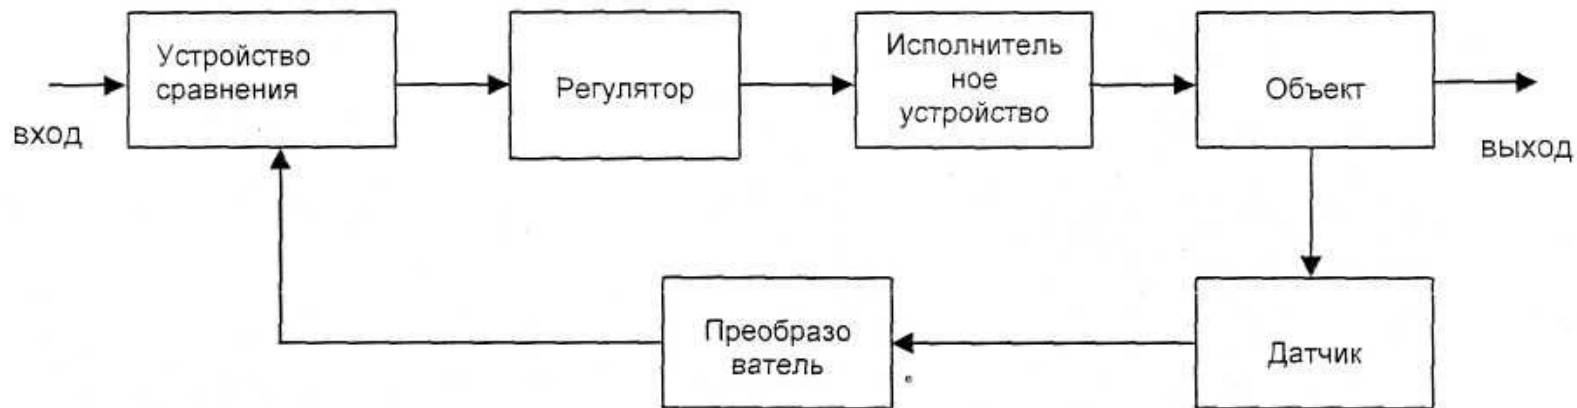 Устройство
сравнения
Регулятор
Исполнитель
ное
устройство
Объект
вход
выход
Преобразо
ватель
Датчик